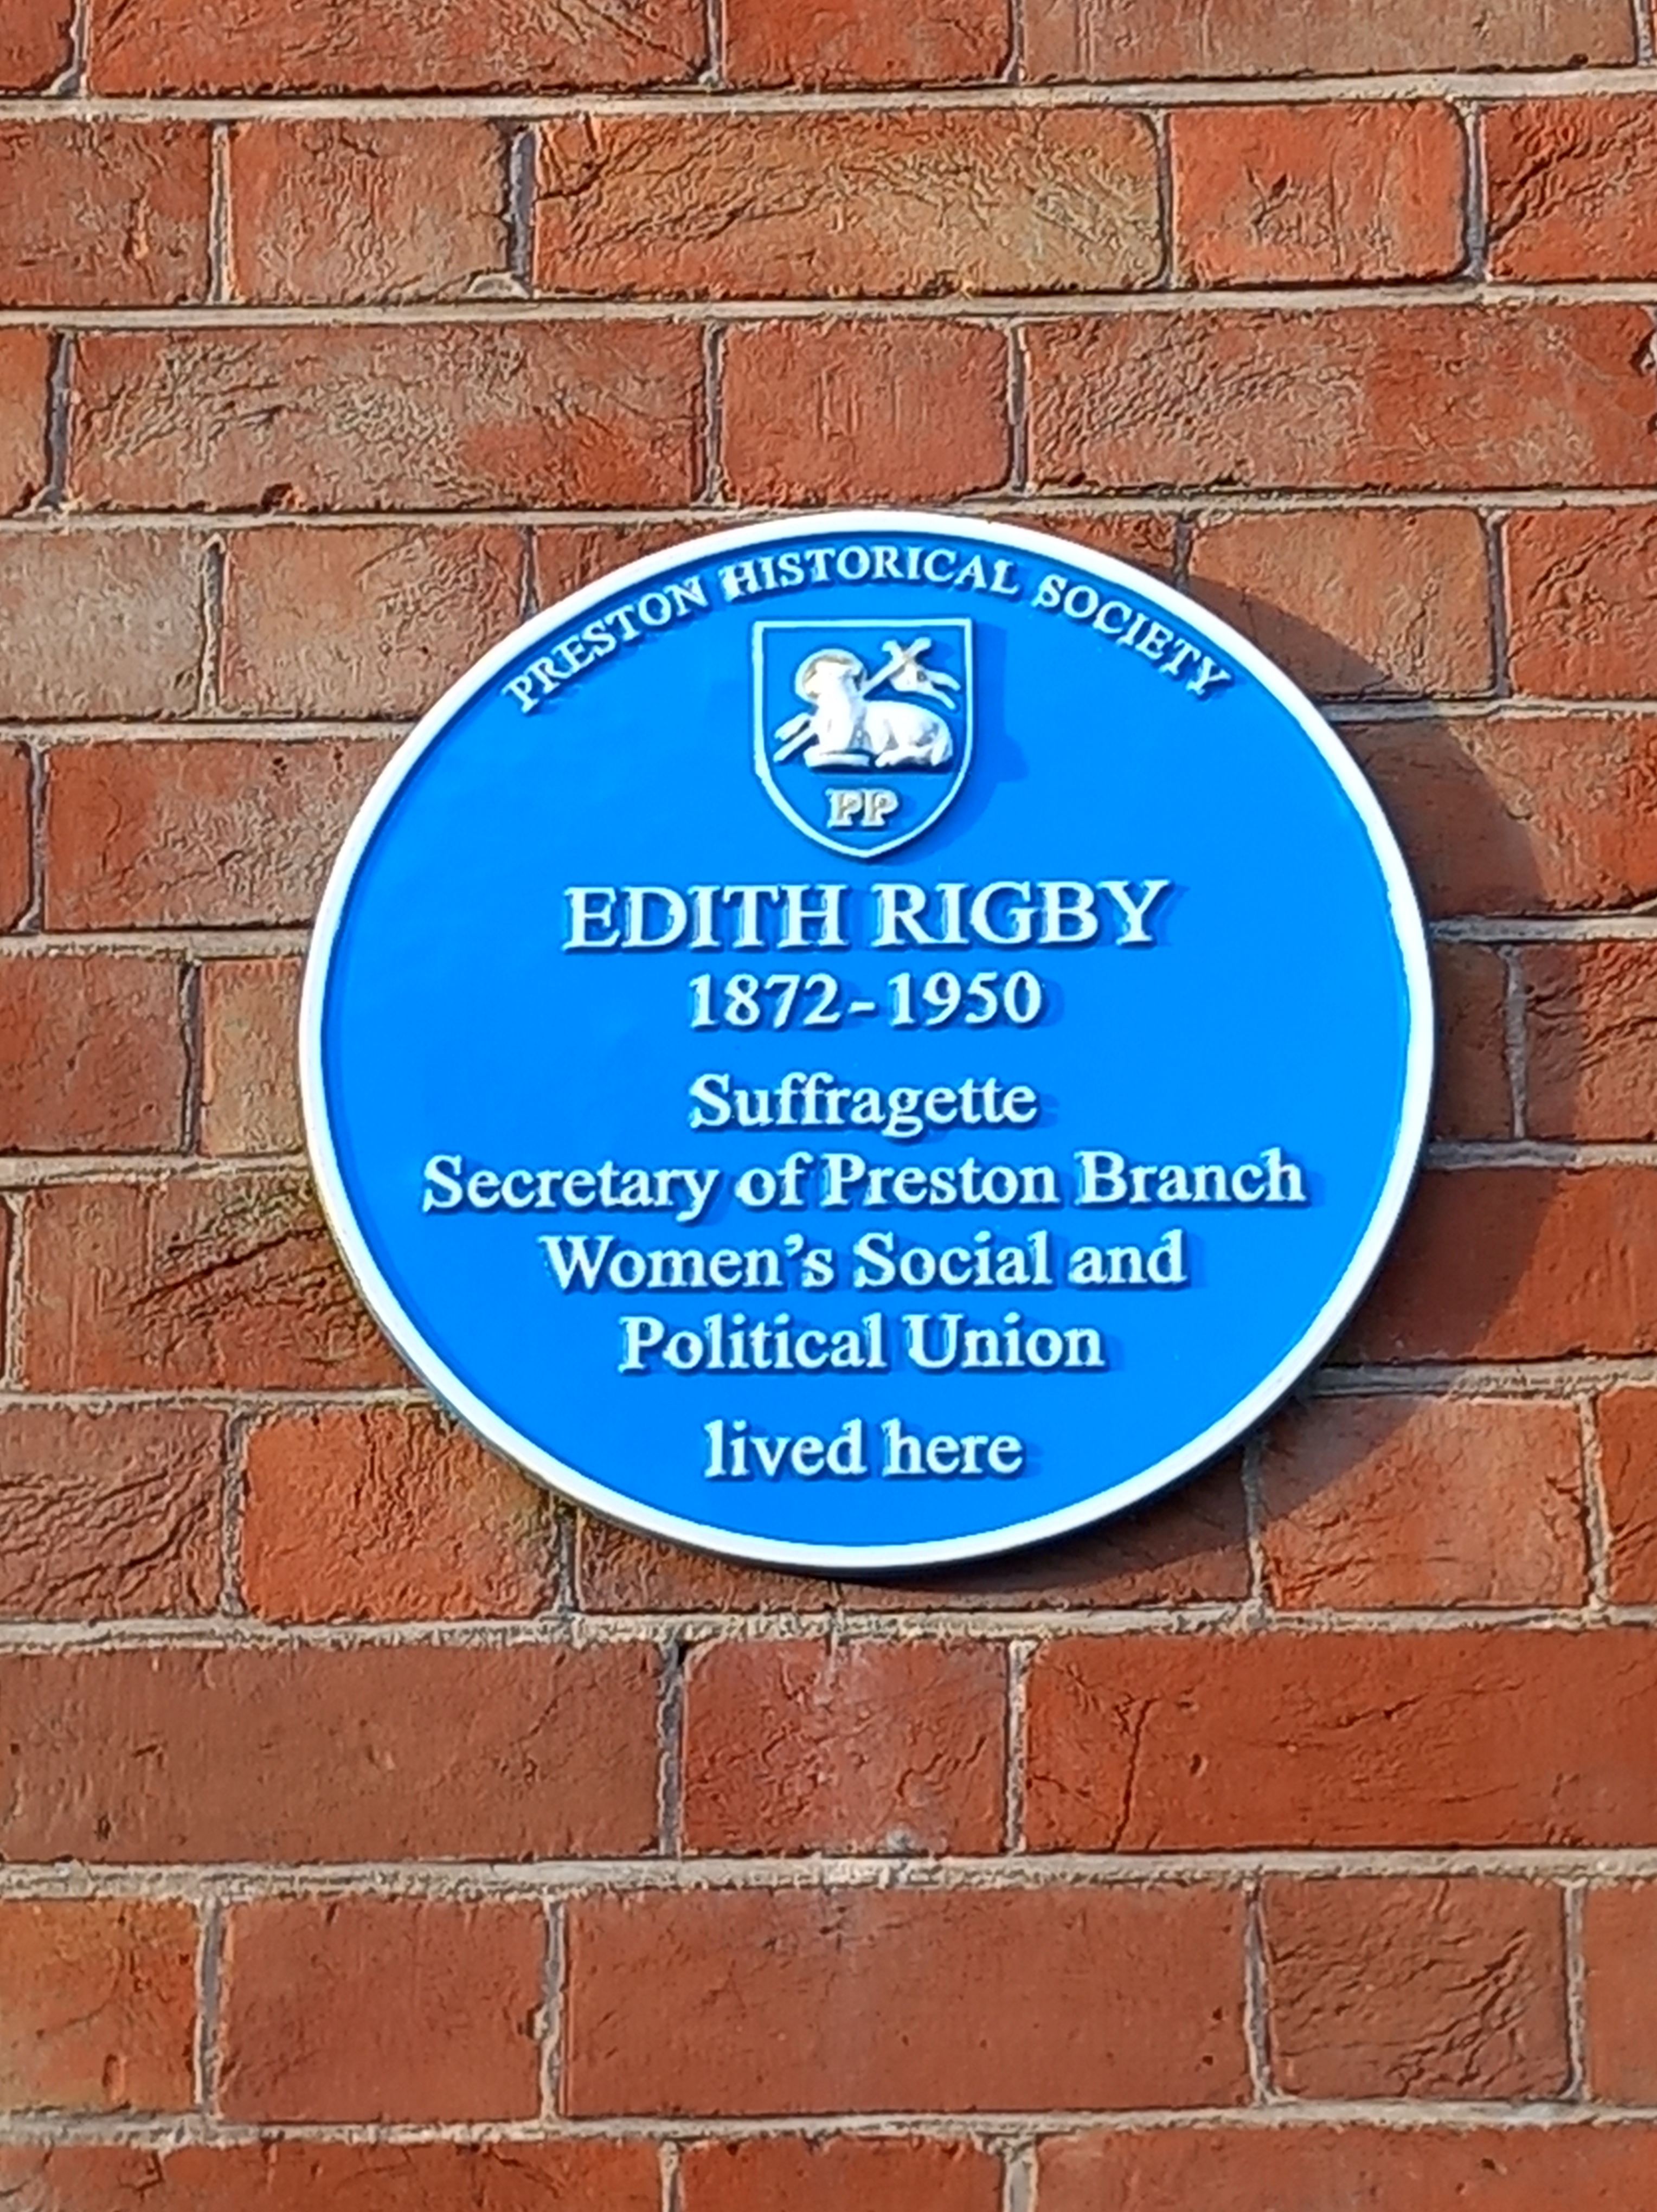 PRESTON HISTORICAL SOCIETY
PP
EDITH RIGBY
1872-1950
Suffragette
Secretary of Preston Branch
Women's Social and
Political Union
lived here